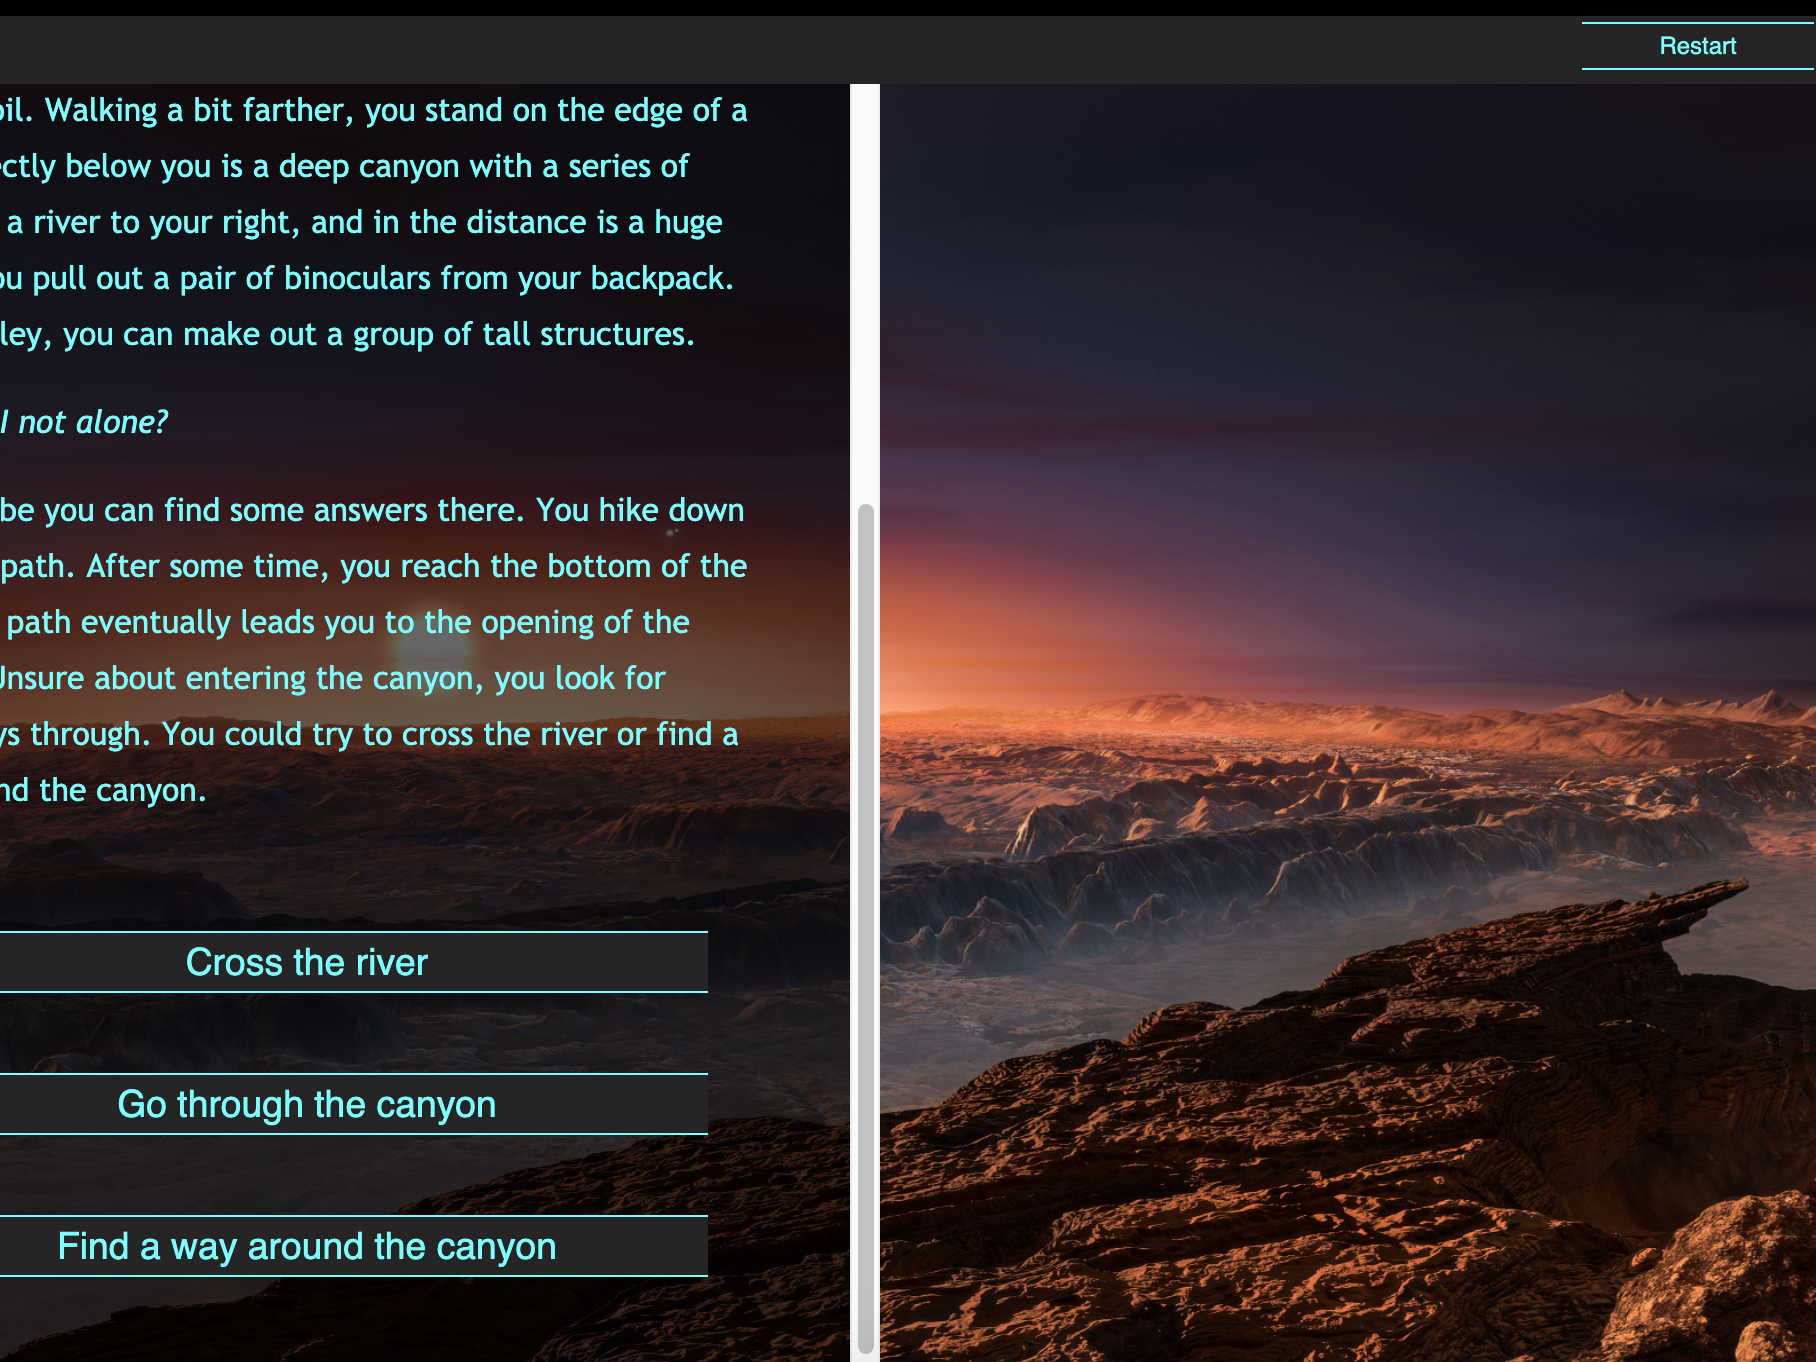 Restart
oil. Walking a bit farther, you stand on the edge of a
ectly below you is a deep canyon with a series of
a river to your right, and in the distance is a huge
ou pull out a pair of binoculars from your backpack.
ley, you can make out a group of tall structures.
I not alone?
be you can find some answers there. You hike down
path. After some time, you reach the bottom of the
path eventually leads you to the opening of the
Unsure about entering the canyon, you look for
ys through. You could try to cross the river or find a
nd the canyon.
Cross the river
Go through the canyon
Find a way around the canyon